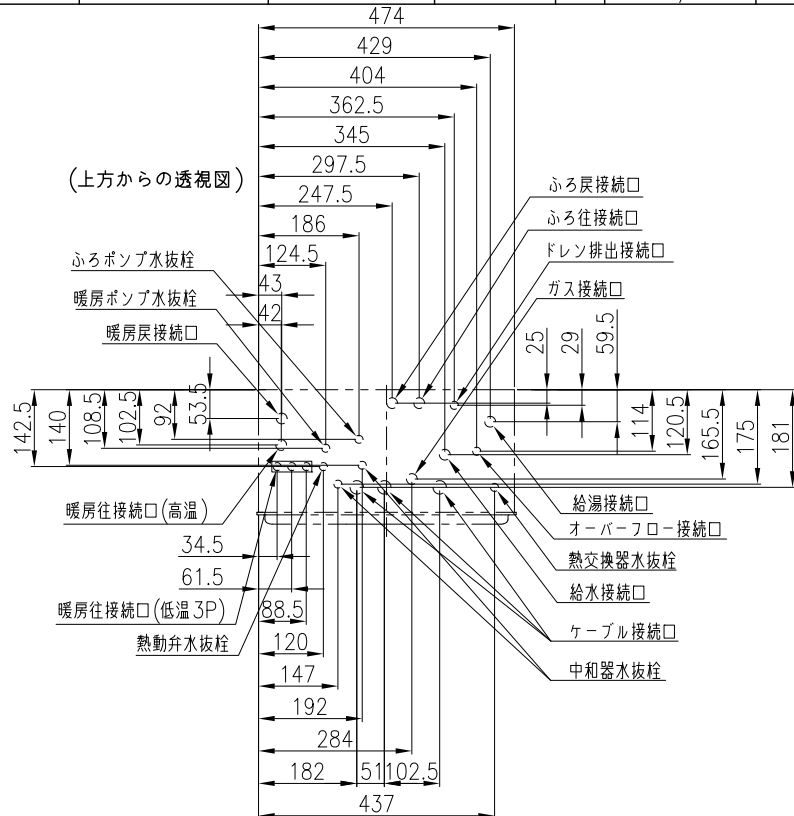 474
429
404
362.5
345
(上方からの透視図)
297.5
ふろ戻接続口
247.5
ふろ往接続口
186
ドレン排出接続口
ふろポンプ水抜栓
124.5
ガス接続口
43
暖房ポンプ水抜栓
42
暖房戻接続口
25
29
59.5
142.5
140
108.5
102.5
92
53.5
114
120.5
165.5
175
181
暖房往接続口(高温)
給湯接続口
オーバーフロー接続口
34.5
熱交換器水抜栓
61.5
給水接続口
暖房往接続口(低温3P)
88.5
ケーブル接続口
熱動弁水抜栓
120
中和器水抜栓
147
192
284
182
51
102.5
437